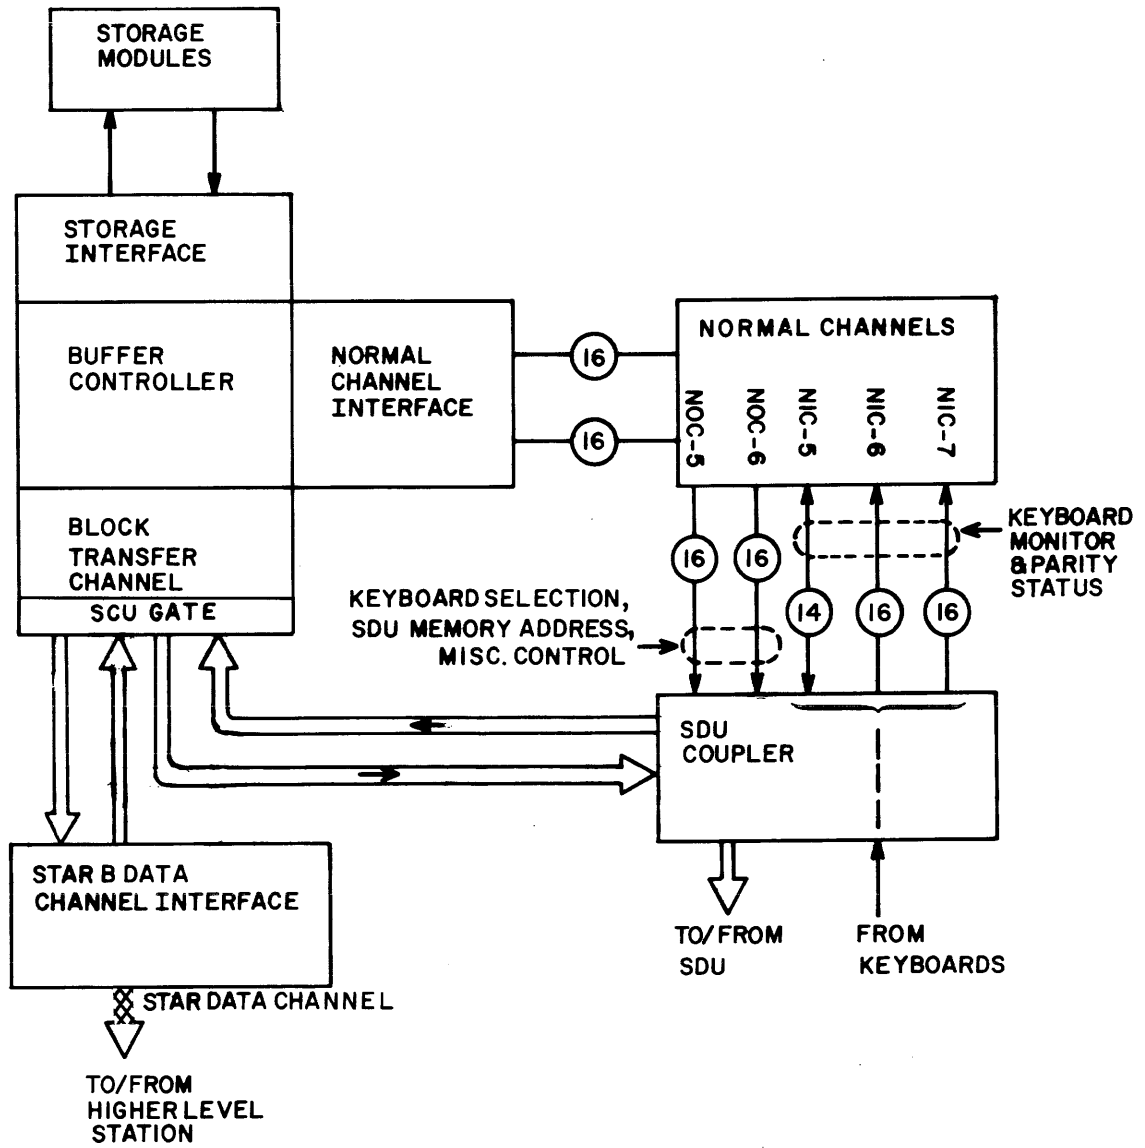 STORAGE
MODULES
STORAGE
INTERFACE
BUFFER
CONTROLLER
NORMAL
CHANNEL
INTERFACE
16
16
NORMAL CHANNELS
NOC-5
NOC-6
NIC-5
NIC-6
NIC-7
BLOCK
TRANSFER
CHANNEL
SCU GATE
16
16
14
16
16
KEYBOARD
MONITOR
& PARITY
STATUS
KEYBOARD SELECTION,
SDU MEMORY ADDRESS,
MISC. CONTROL
SDU
COUPLER
STAR B DATA
CHANNEL INTERFACE
TO/FROM
SDU
FROM
KEYBOARDS
STAR DATA CHANNEL
TO/FROM
HIGHER LEVEL
STATION